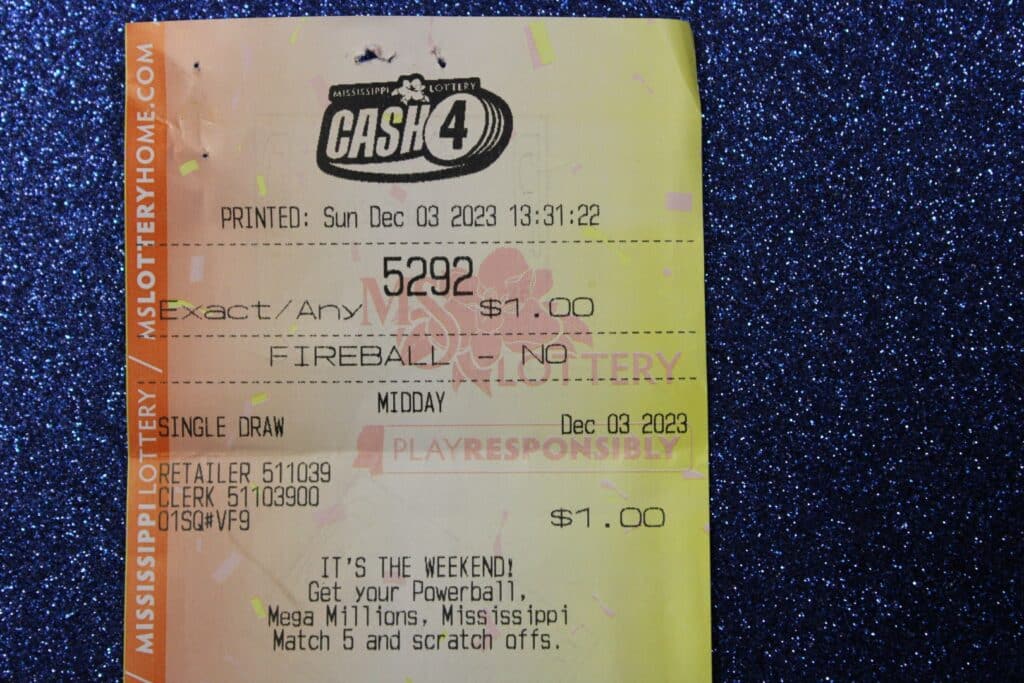 MISSISSIPPI LOTTERY / MSLOTTERYHOME.COM
MISSISSIPPI LOTTERY
CASH 4
PRINTED: Sun Dec 03 2023 13:31:22
5292
Exact/Any $1.00
MS
FIREBALL - NO
LOTTERY
MIDDAY
SINGLE DRAW Dec 03 2023
PLAYRESPONSIBLY
RETAILER 511039
CLERK 51103900
01SQ#VF9 $1.00
IT'S THE WEEKEND!
Get your Powerball,
Mega Millions, Mississippi
Match 5 and scratch offs.